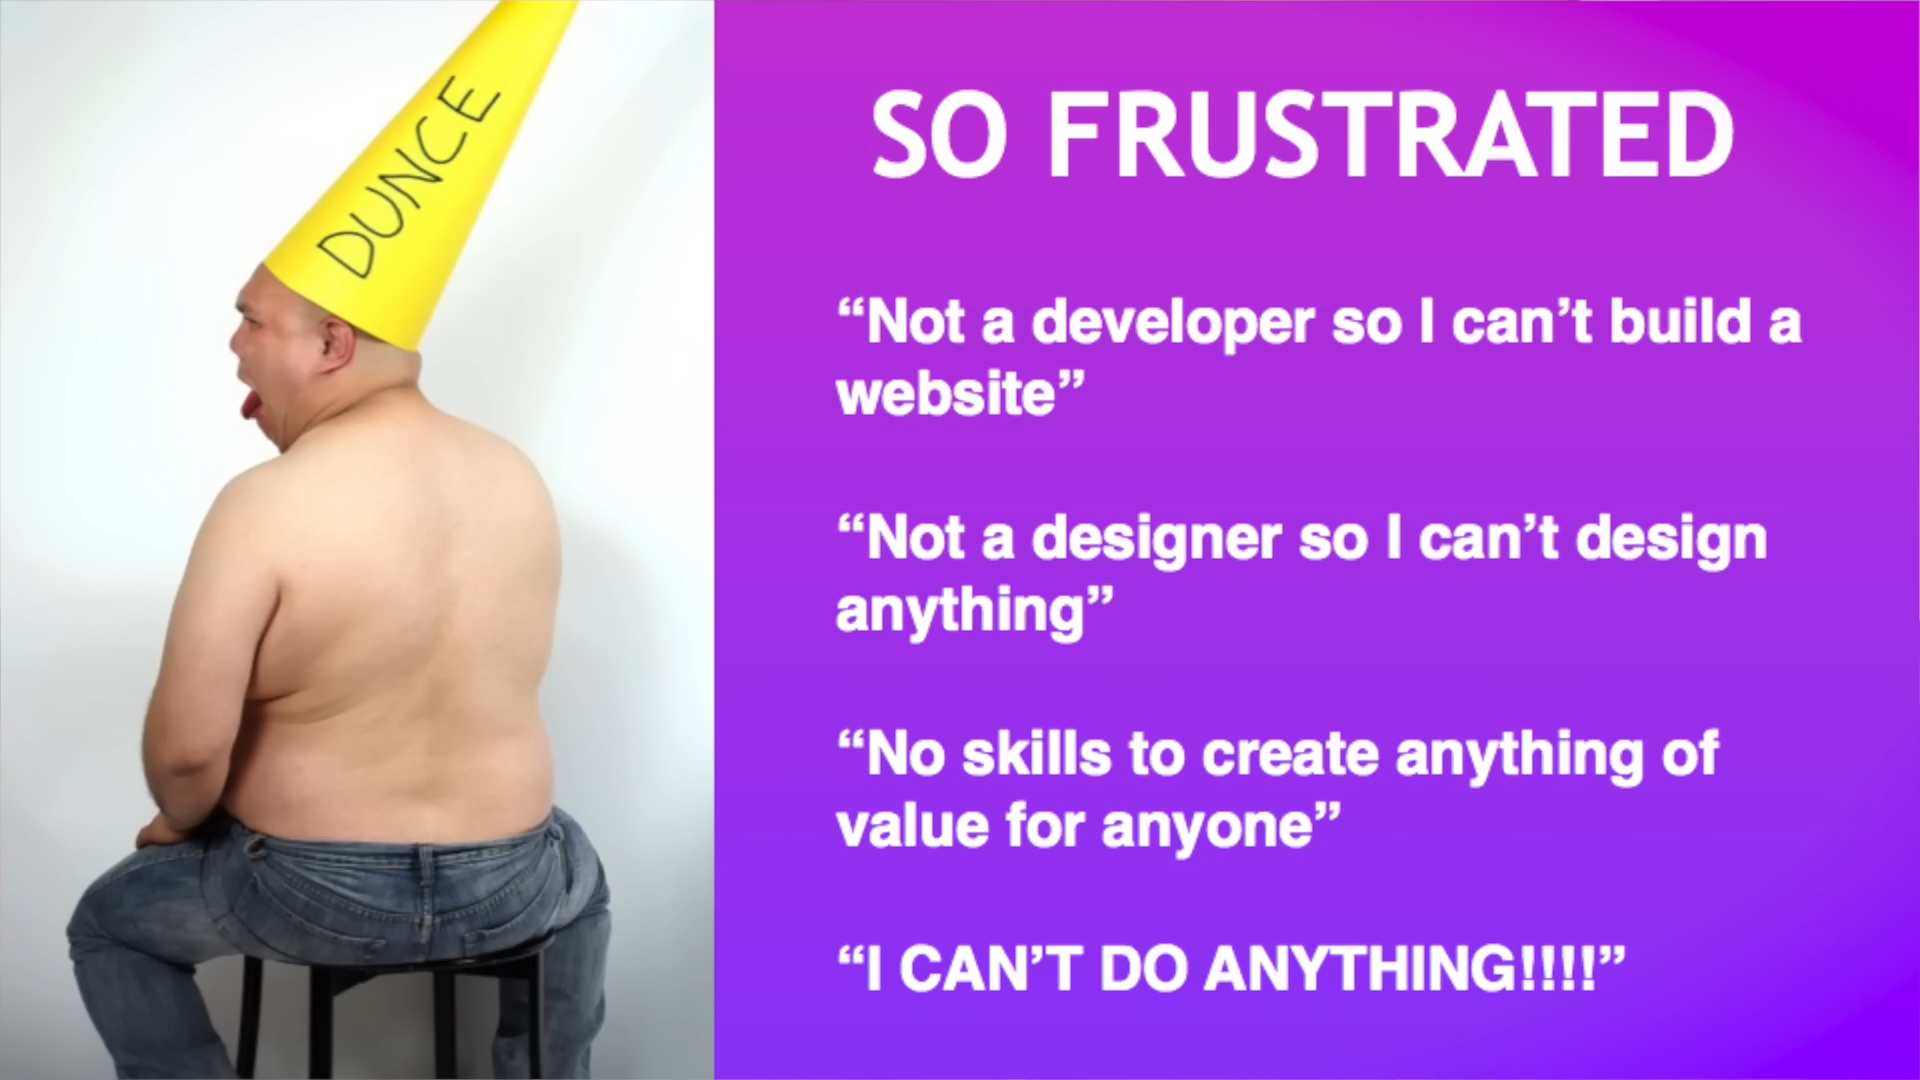 DUNCE
SO FRUSTRATED
“Not a developer so I can’t build a
website”
“Not a designer so I can’t design
anything”
“No skills to create anything of
value for anyone”
“I CAN’T DO ANYTHING!!!!”